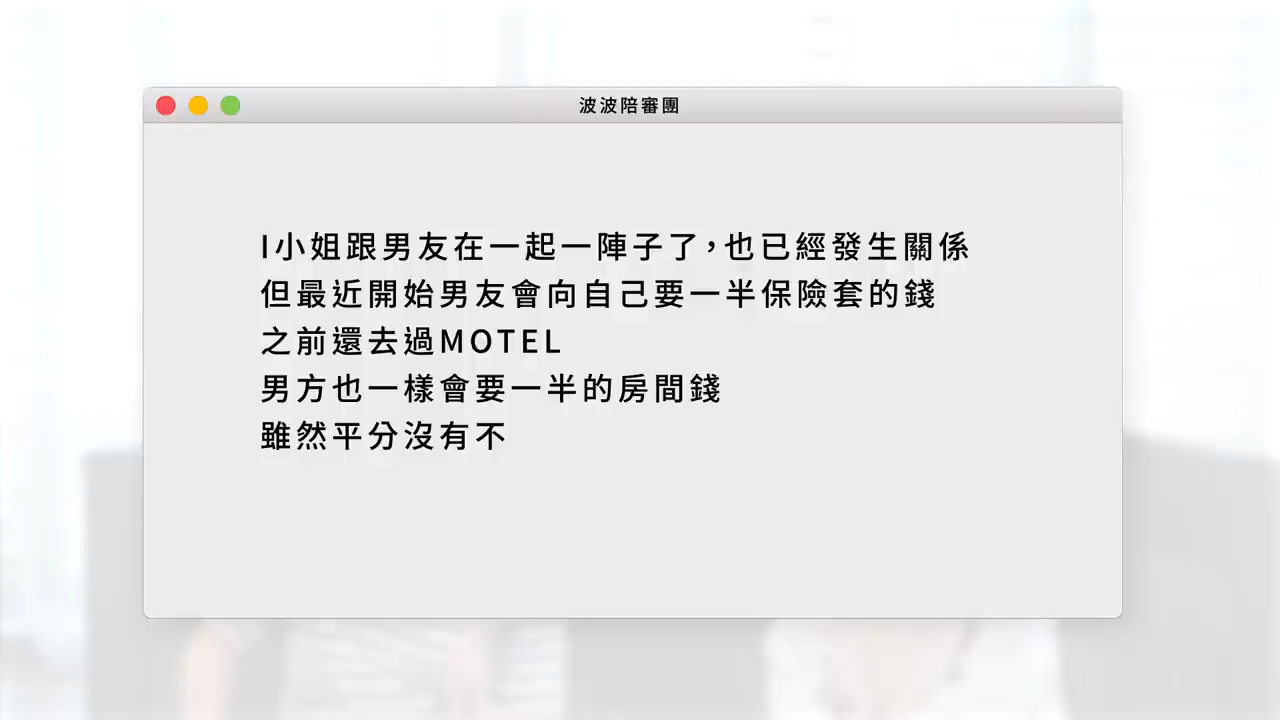 波波陪審團
I小姐跟男友在一起一陣子了，也已經發生關係
但最近開始男友會向自己要一半保險套的錢
之前還去過MOTEL
男方也一樣會要一半的房間錢
雖然平分沒有不